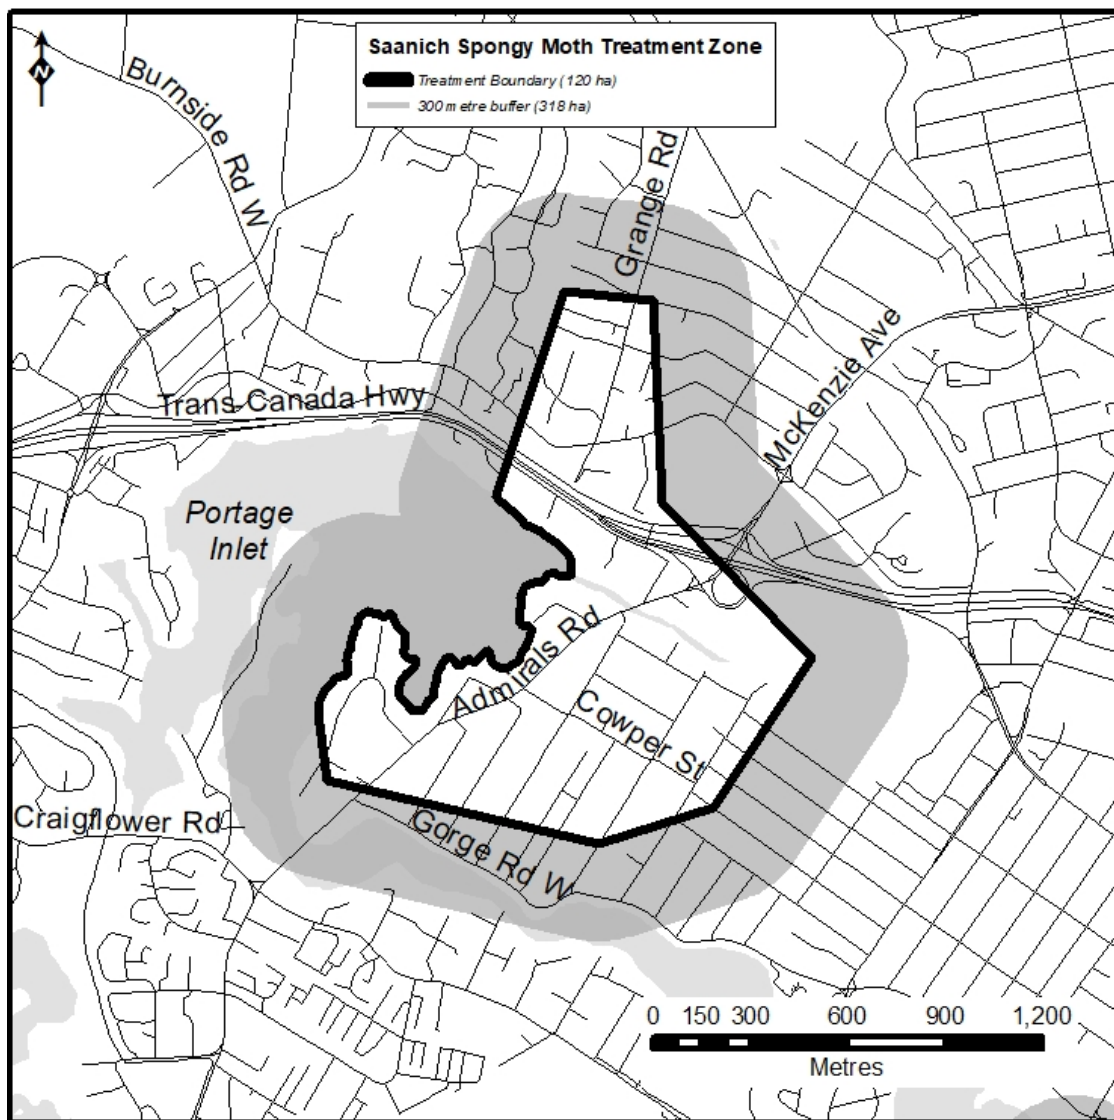 Saanich Spongy Moth Treatment Zone
Treatment Boundary (120 ha)
300 metre buffer (318 ha)
N
Burnside Rd W
Grange Rd
McKenzie Ave
Trans-Canada Hwy
Portage
Inlet
Admirals Rd
Cowper St
Craigflower Rd
Gorge Rd W
0 150 300 600 900 1,200
Metres